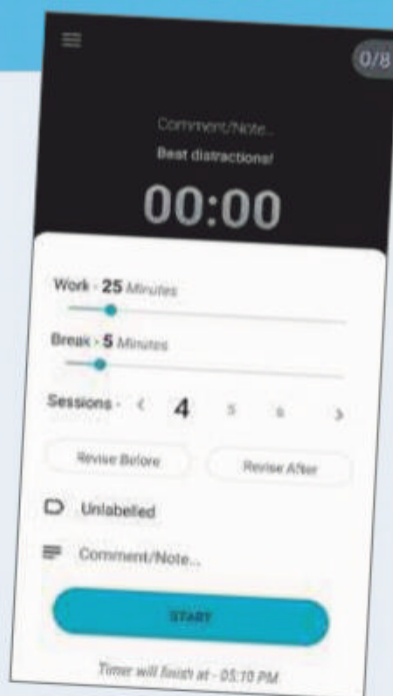 0/8
Comment/Note...
Beat distractions!
00:00
Work - 25 Minutes
Break - 5 Minutes
Sessions - < 4 5 6 >
Revise Before Revise After
Unlabelled
Comment/Note...
START
Timer will finish at - 05:10 PM